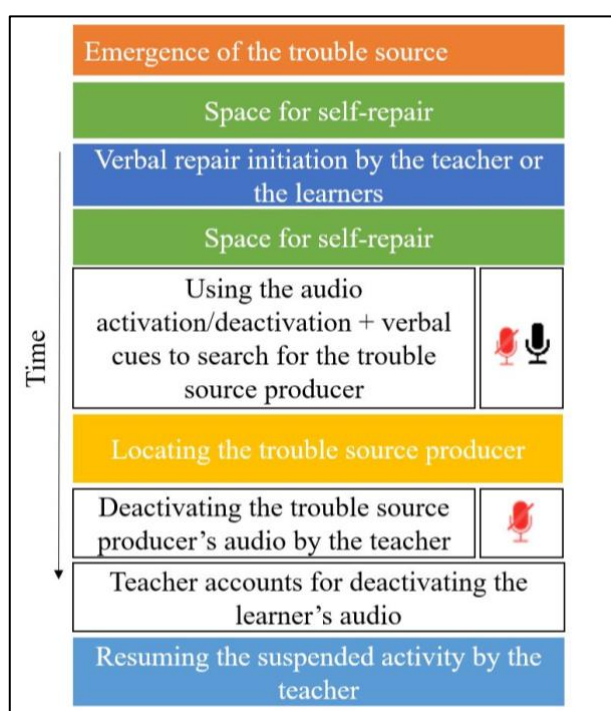 Emergence of the trouble source
Space for self-repair
Verbal repair initiation by the teacher or
the learners
Space for self-repair
Using the audio
activation/deactivation + verbal
cues to search for the trouble
source producer
Locating the trouble source producer
Deactivating the trouble source
producer’s audio by the teacher
Teacher accounts for deactivating the
learner’s audio
Resuming the suspended activity by the
teacher
Time